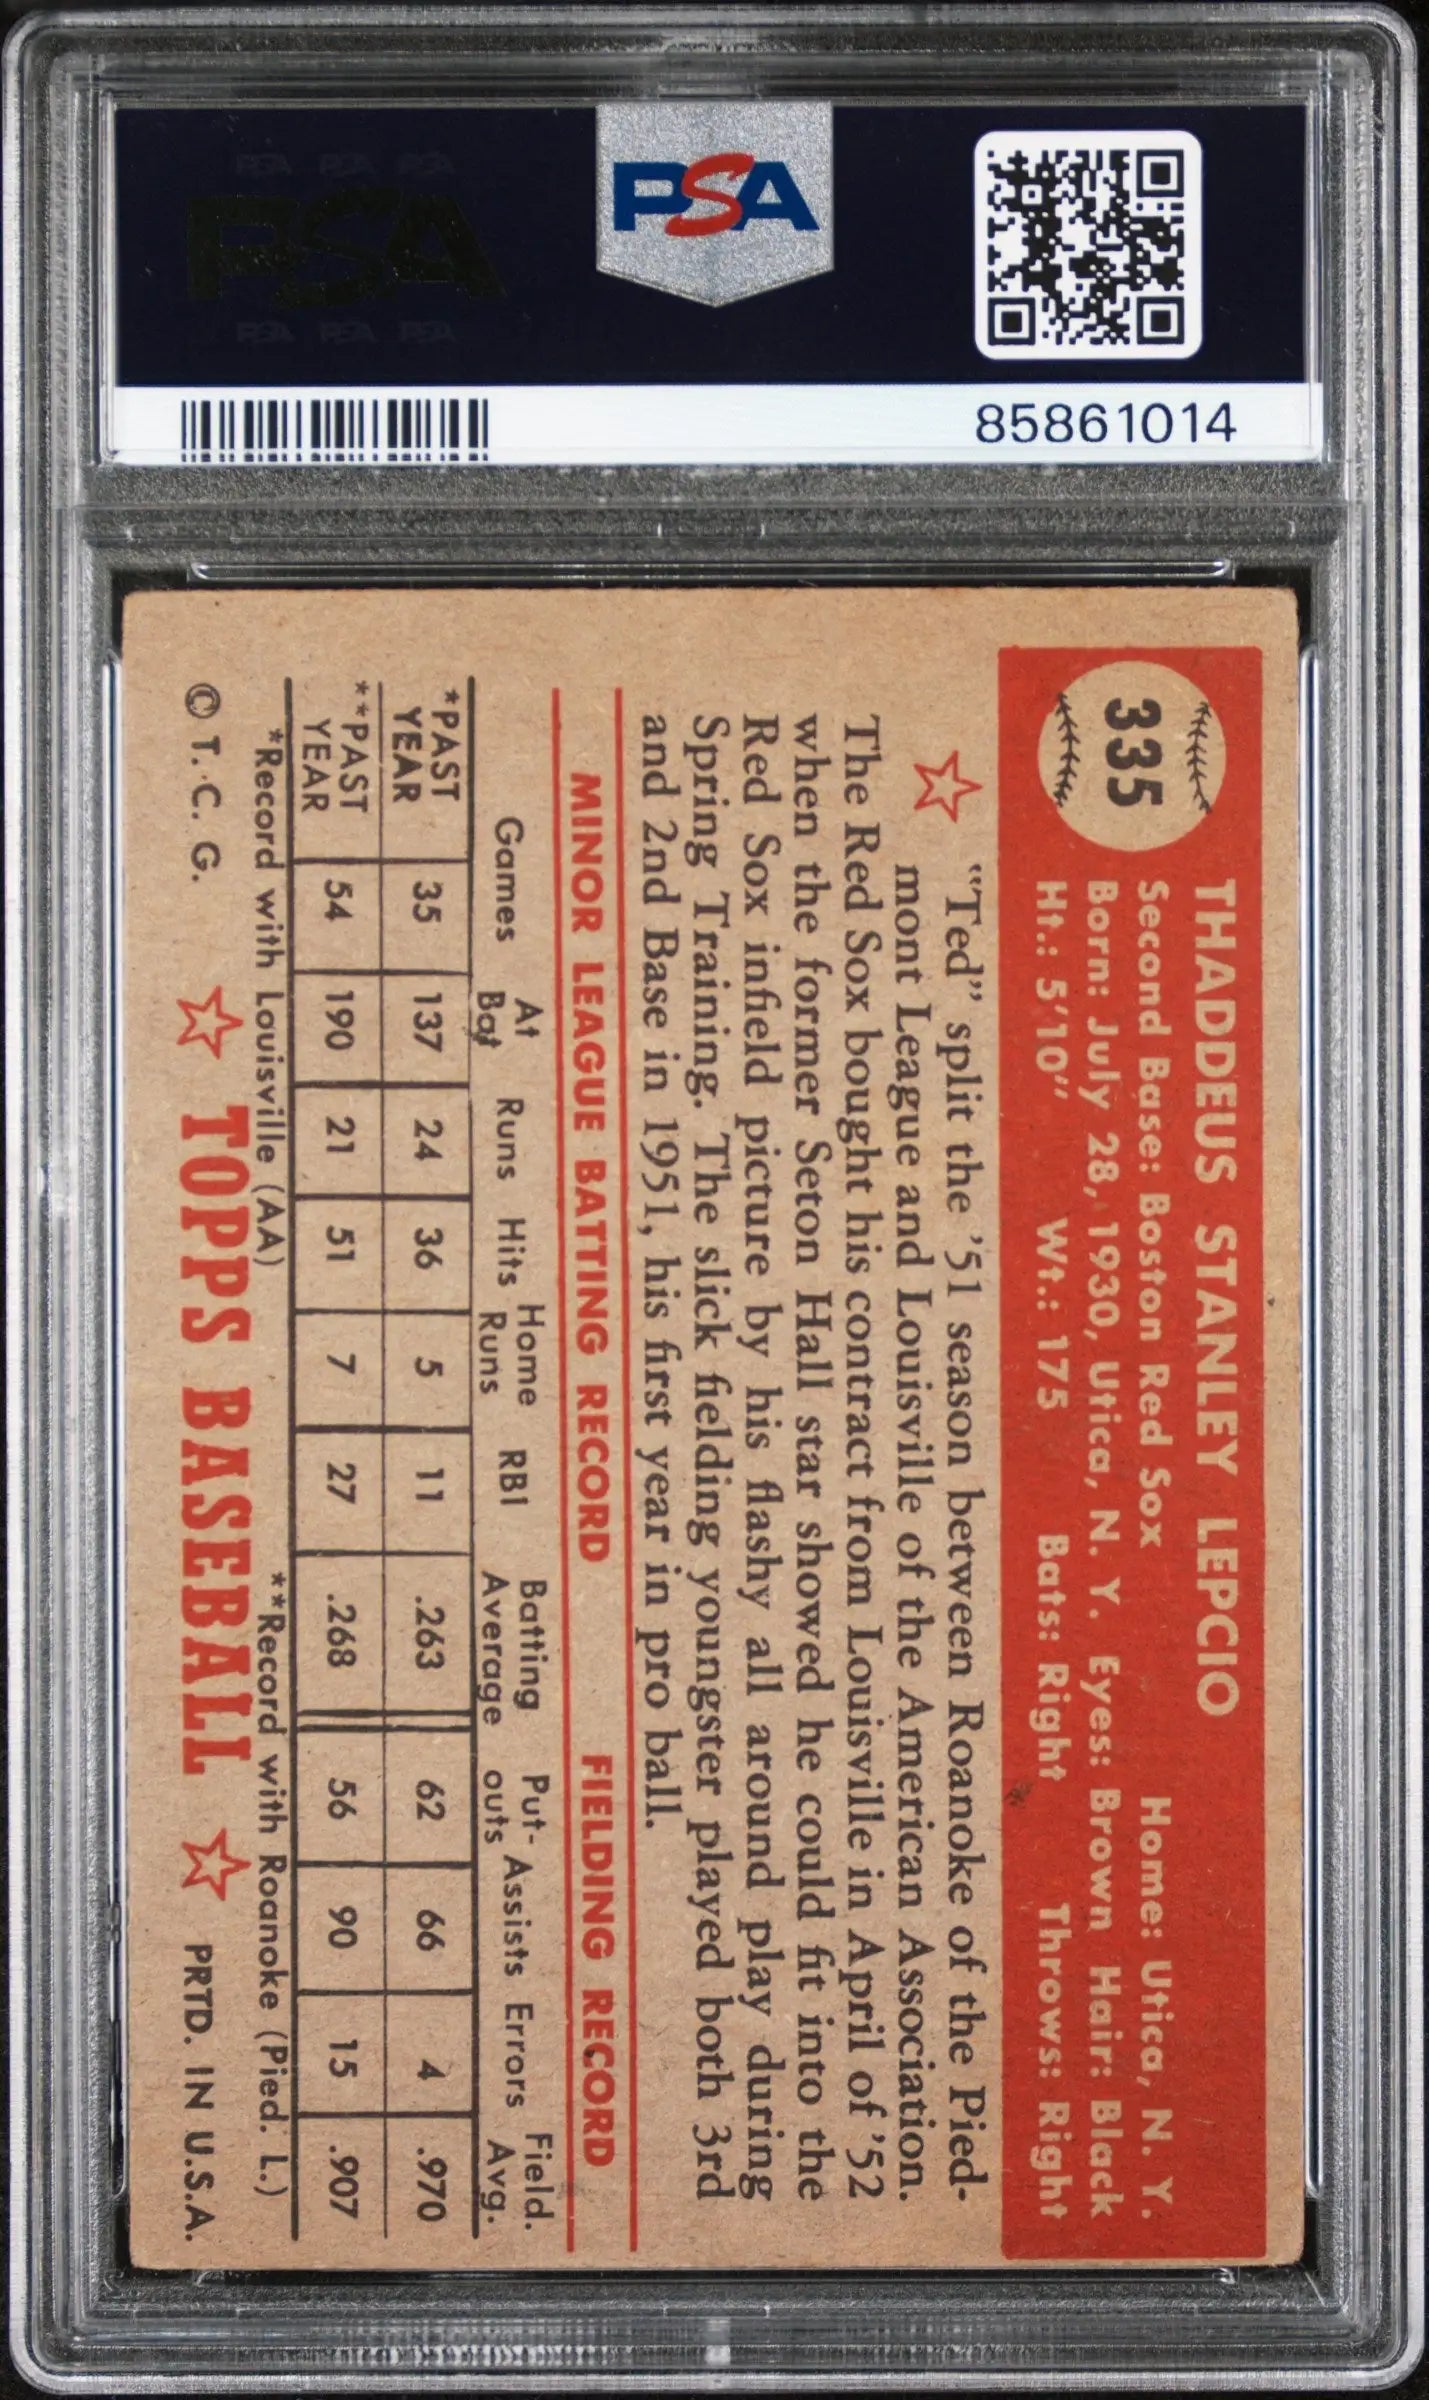 PSA PSA PSA
PSA
PSA PSA PSA
PSA
85861014
335
THADDEUS STANLEY LEPCIO
Second Base: Boston Red Sox Home: Utica, N. Y.
Born: July 28, 1930, Utica, N. Y. Eyes: Brown Hair: Black
Ht.: 5'10" Wt.: 175 Bats: Right Throws: Right
"Ted" split the '51 season between Roanoke of the Pied-
mont League and Louisville of the American Association.
The Red Sox bought his contract from Louisville in April of '52
when the former Seton Hall star showed he could fit into the
Red Sox infield picture by his flashy all around play during
Spring Training. The slick fielding youngster played both 3rd
and 2nd Base in 1951, his first year in pro ball.
MINOR LEAGUE BATTING RECORD FIELDING RECORD
Games At Bat Runs Hits Home Runs RBI Batting Average Put-outs Assists Errors Field. Avg.
*PAST YEAR 35 137 24 36 5 11 .263 62 66 4 .970
**PAST YEAR 54 190 21 51 7 27 .268 56 90 15 .907
*Record with Louisville (AA) **Record with Roanoke (Pied. L.)
© T. C. G. TOPPS BASEBALL PRTD. IN U.S.A.